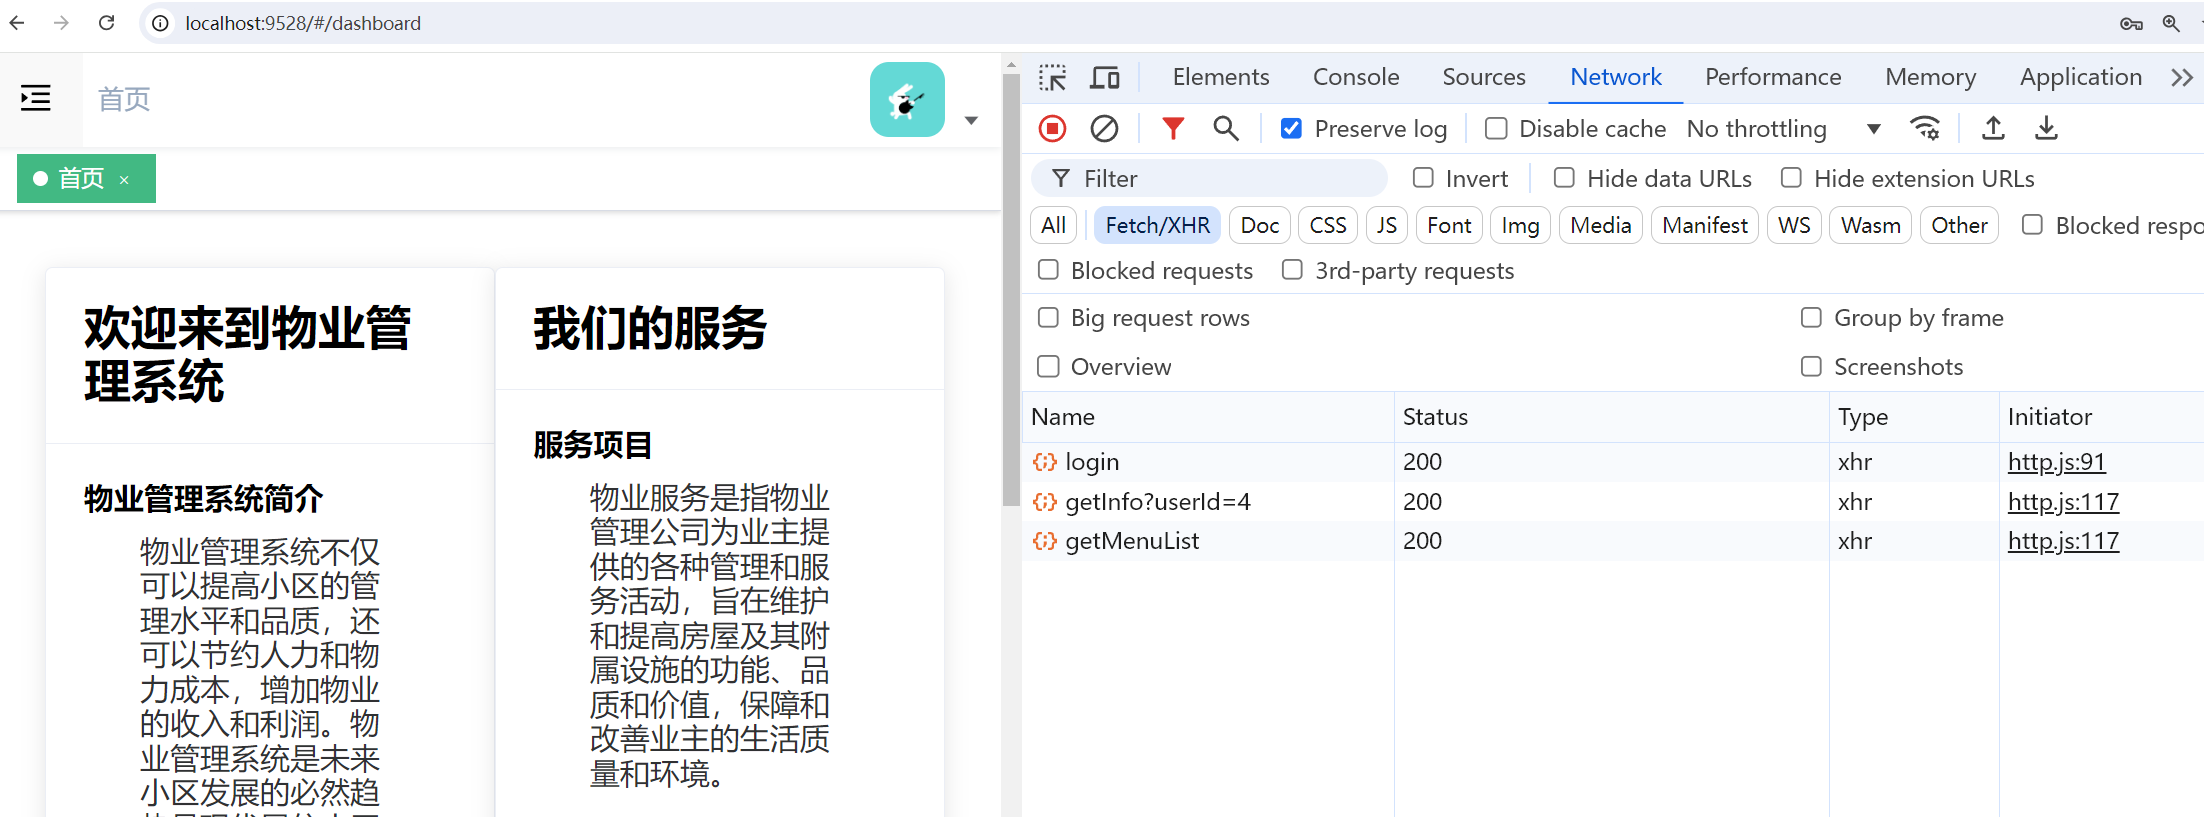 localhost:9528/#/dashboard
首页
首页 ×
欢迎来到物业管
理系统
物业管理系统简介
物业管理系统不仅
可以提高小区的管
理水平和品质，还
可以节约人力和物
力成本，增加物业
的收入和利润。物
业管理系统是未来
小区发展的必然趋
我们的服务
服务项目
物业服务是指物业
管理公司为业主提
供的各种管理和服
务活动，旨在维护
和提高房屋及其附
属设施的功能、品
质和价值，保障和
改善业主的生活质
量和环境。
Elements Console Sources Network Performance Memory Application
Preserve log Disable cache No throttling
Filter Invert Hide data URLs Hide extension URLs
All Fetch/XHR Doc CSS JS Font Img Media Manifest WS Wasm Other Blocked respo
Blocked requests 3rd-party requests
Big request rows Group by frame
Overview Screenshots
Name Status Type Initiator
login 200 xhr http.js:91
getInfo?userId=4 200 xhr http.js:117
getMenuList 200 xhr http.js:117